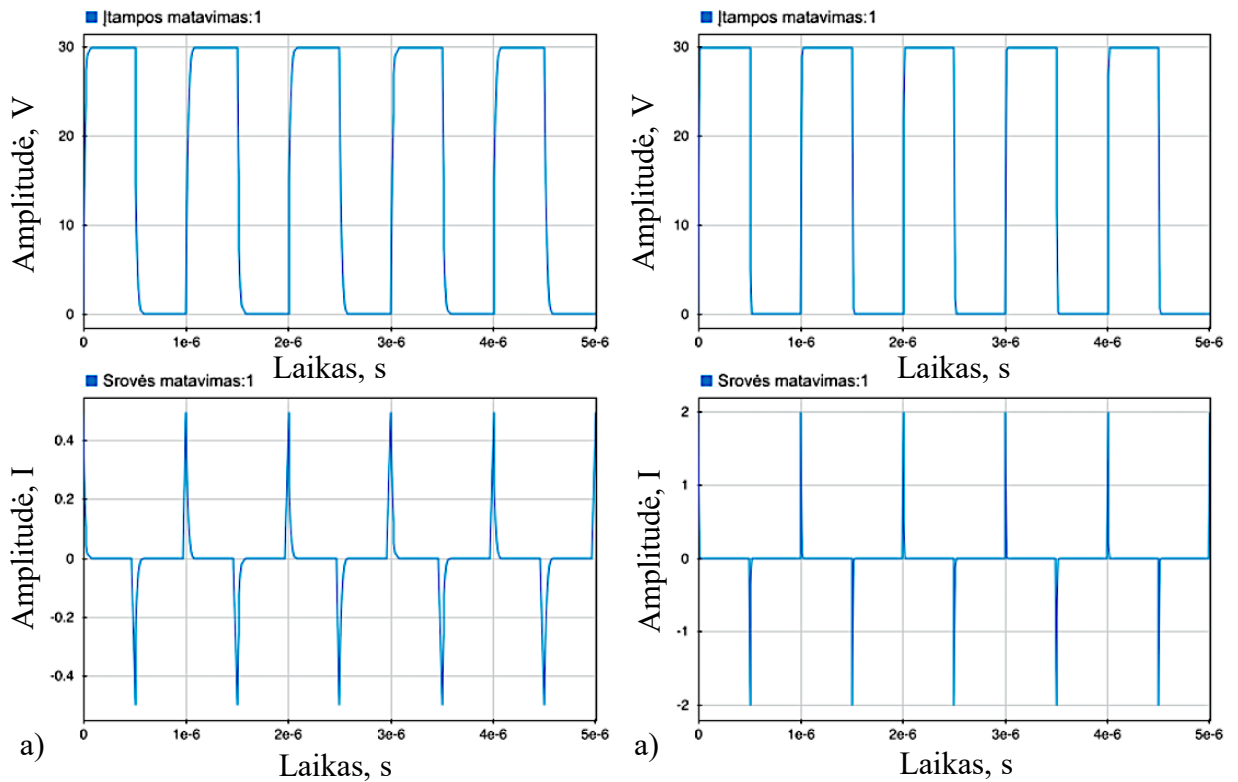 Įtampos matavimas:1
30
20
10
0
Amplitudė, V
0 1e-6 2e-6 3e-6 4e-6 5e-6
Laikas, s
Srovės matavimas:1
0.4
0.2
0
-0.2
-0.4
Amplitudė, I
0 1e-6 2e-6 3e-6 4e-6 5e-6
a)
Laikas, s
Įtampos matavimas:1
30
20
10
0
Amplitudė, V
0 1e-6 2e-6 3e-6 4e-6 5e-6
Laikas, s
Srovės matavimas:1
2
1
0
-1
-2
Amplitudė, I
0 1e-6 2e-6 3e-6 4e-6 5e-6
a)
Laikas, s